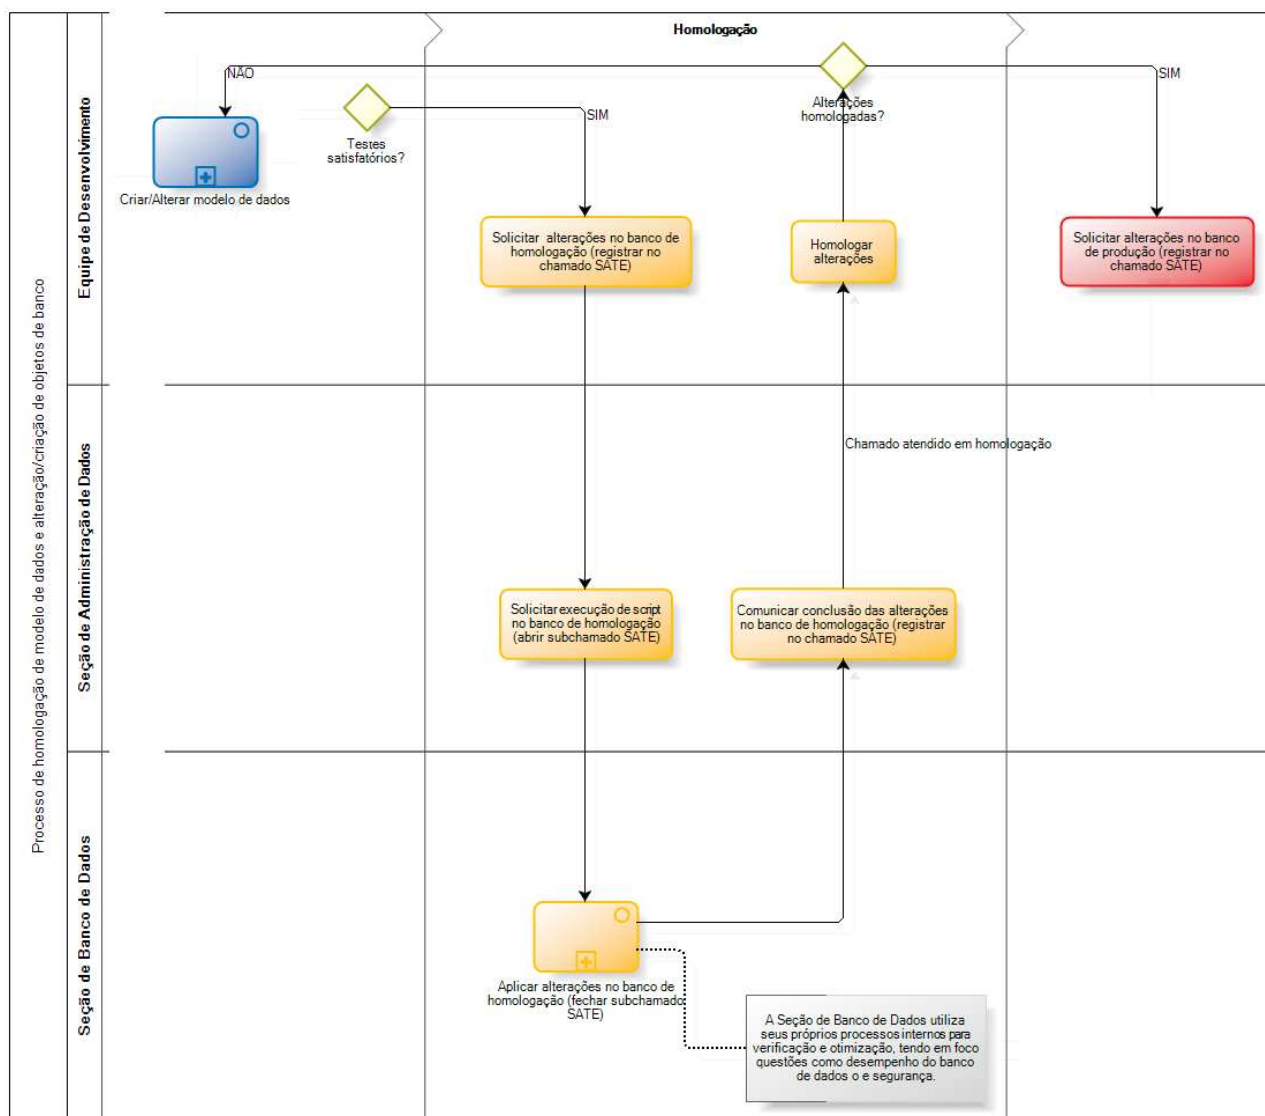 Processo de homologação de modelo de dados e alteração/criação de objetos de banco
Homologação
Equipe de Desenvolvimento
NÃO
SIM
SIM
Testes
satisfatórios?
Alterações
homologadas?
Criar/Alterar modelo de dados
Solicitar alterações no banco de
homologação (registrar no
chamado SATE)
Homologar
alterações
Solicitar alterações no banco
de produção (registrar no
chamado SATE)
Seção de Administração de Dados
Chamado atendido em homologação
Solicitar execução de script
no banco de homologação
(abrir subchamado SATE)
Comunicar conclusão das alterações
no banco de homologação (registrar
no chamado SATE)
Seção de Banco de Dados
Aplicar alterações no banco de
homologação (fechar subchamado
SATE)
A Seção de Banco de Dados utiliza
seus próprios processos internos para
verificação e otimização, tendo em foco
questões como desempenho do banco
de dados o e segurança.